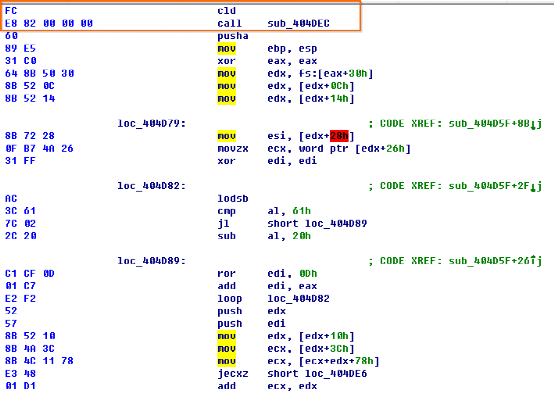 FC cld
E8 82 00 00 00 call sub_404DEC
60 pusha
89 E5 mov ebp, esp
31 C0 xor eax, eax
64 8B 50 30 mov edx, fs:[eax+30h]
8B 52 0C mov edx, [edx+0Ch]
8B 52 14 mov edx, [edx+14h]
loc_404D79: ; CODE XREF: sub_404D5F+8B↓j
8B 72 28 mov esi, [edx+28h]
0F B7 4A 26 movzx ecx, word ptr [edx+26h]
31 FF xor edi, edi
loc_404D82: ; CODE XREF: sub_404D5F+2F↓j
AC lodsb
3C 61 cmp al, 61h
7C 02 jl short loc_404D89
2C 20 sub al, 20h
loc_404D89: ; CODE XREF: sub_404D5F+26↑j
C1 CF 0D ror edi, 0Dh
01 C7 add edi, eax
E2 F2 loop loc_404D82
52 push edx
57 push edi
8B 52 10 mov edx, [edx+10h]
8B 4A 3C mov ecx, [edx+3Ch]
8B 4C 11 78 mov ecx, [ecx+edx+78h]
E3 48 jecxz short loc_404DE6
01 D1 add ecx, edx